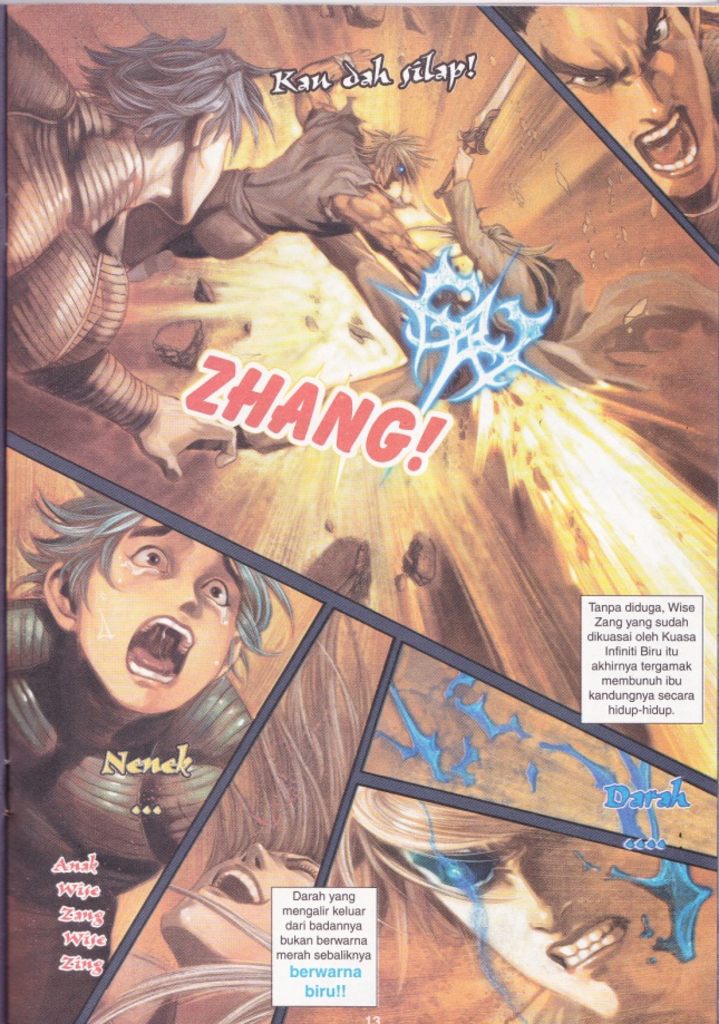 Kau dah silap!
ZHANG!
Tanpa diduga, Wise
Zang yang sudah
dikuasai oleh Kuasa
Infiniti Biru itu
akhirnya tergamak
membunuh ibu
kandungnya secara
hidup-hidup.
Nenek
...
Anak
Wise
Zang
Wise
Zing
Darah
....
Darah yang
mengalir keluar
dari badannya
bukan berwarna
merah sebaliknya
berwarna
biru!!
13